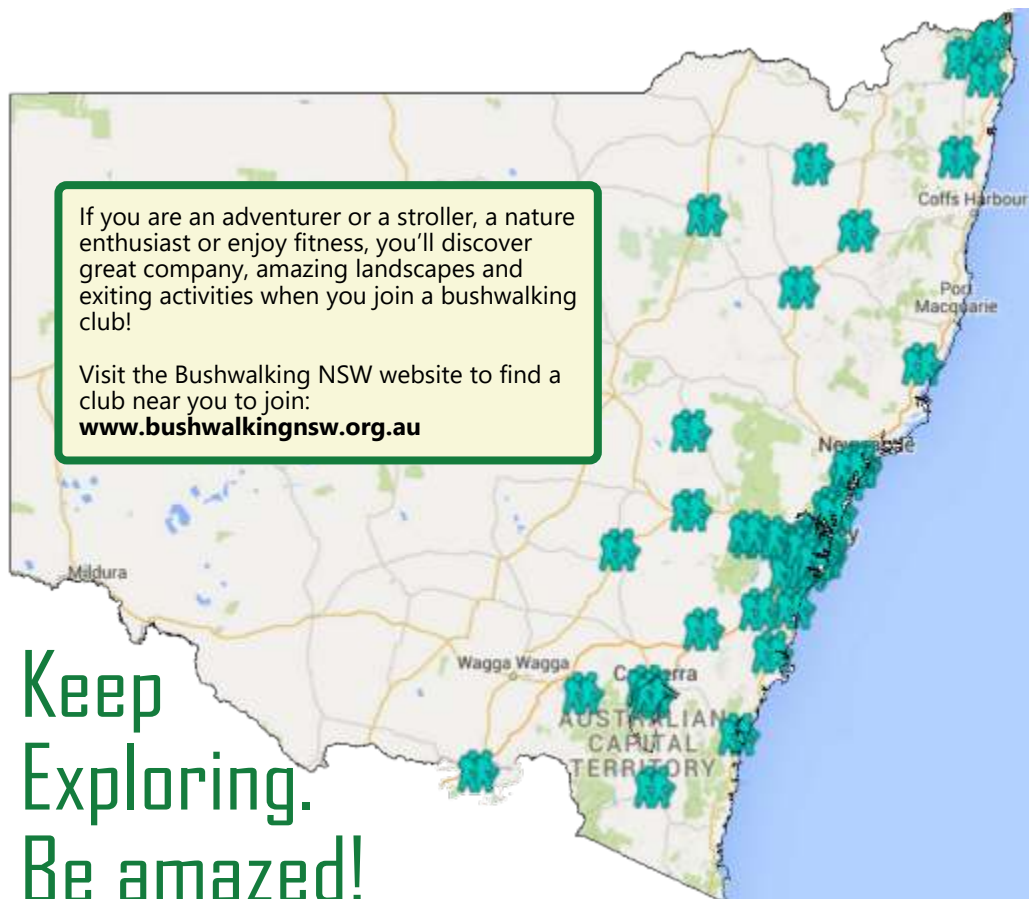 If you are an adventurer or a stroller, a nature
enthusiast or enjoy fitness, you'll discover
great company, amazing landscapes and
exiting activities when you join a bushwalking
club!
Visit the Bushwalking NSW website to find a
club near you to join:
www.bushwalkingnsw.org.au
Coffs Harbour
Port
Macquarie
Newcastle
Mildura
Wagga Wagga
Canberra
AUSTRALIAN
CAPITAL
TERRITORY
Keep
Exploring.
Be amazed!